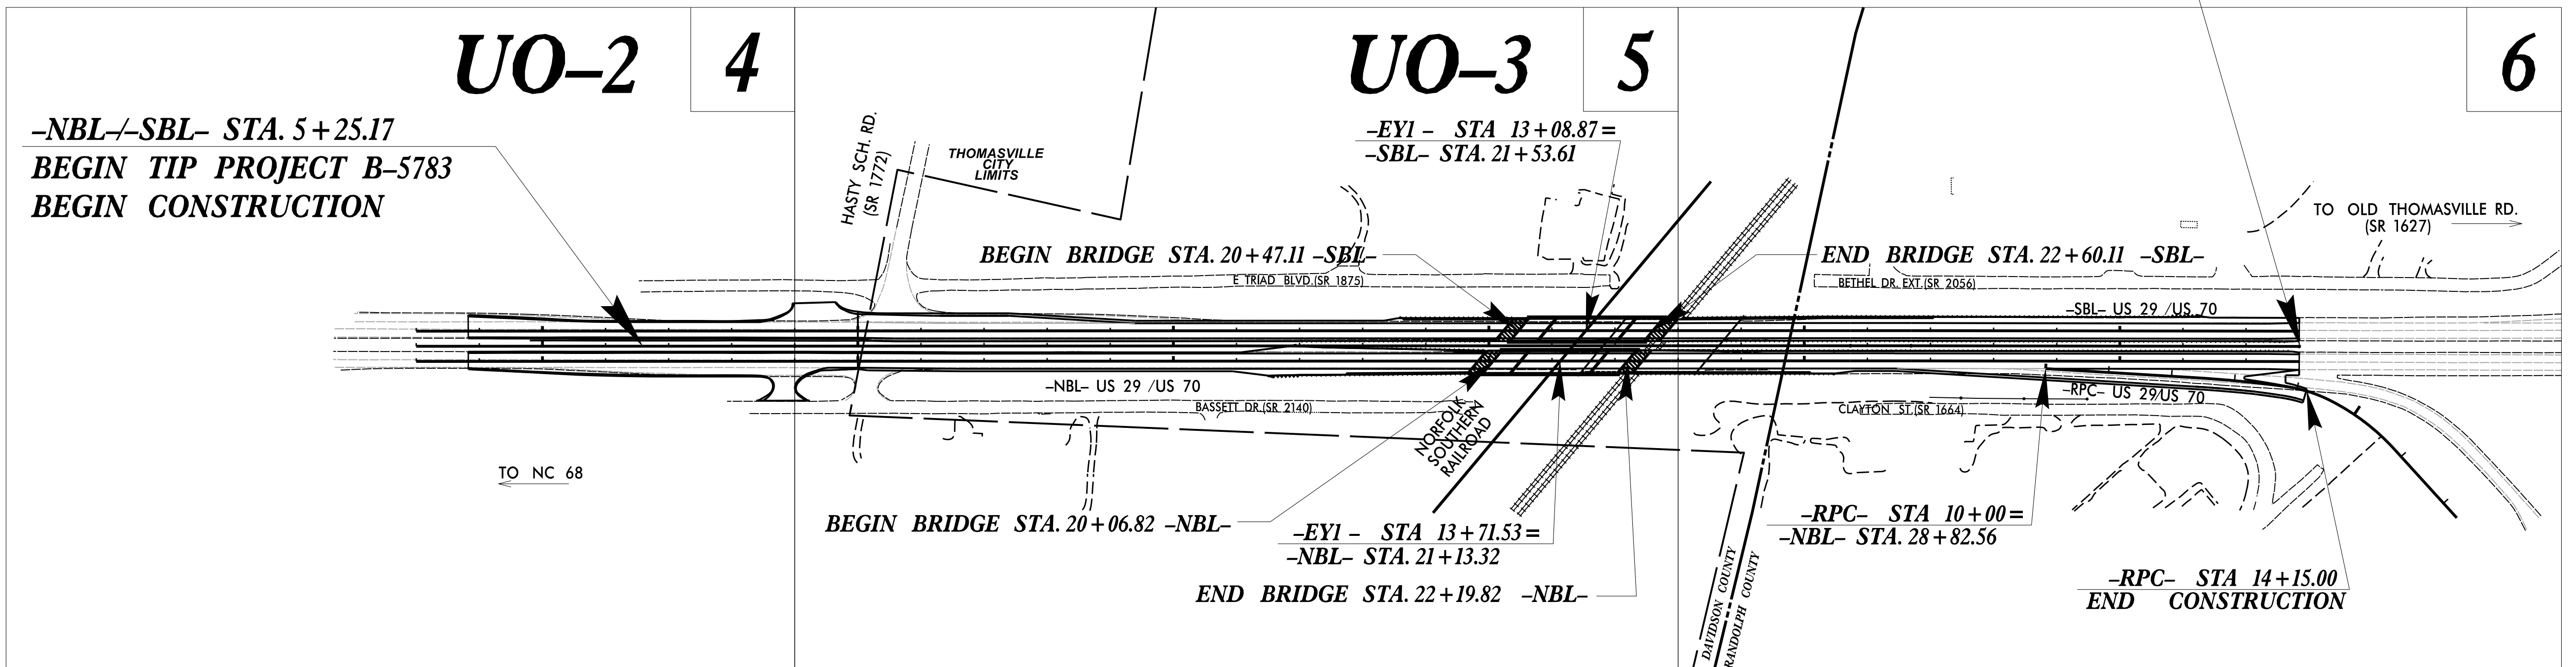 UO–2
4
UO–3
5
6
–NBL–/–SBL– STA. 5+25.17
BEGIN TIP PROJECT B–5783
BEGIN CONSTRUCTION
HASTY SCH. RD.
(SR 1772)
THOMASVILLE
CITY
LIMITS
–EY1 – STA 13+08.87=
–SBL– STA. 21+53.61
BEGIN BRIDGE STA. 20+47.11 –SBL–
END BRIDGE STA. 22+60.11 –SBL–
TO OLD THOMASVILLE RD.
(SR 1627)
E TRIAD BLVD.(SR 1875)
BETHEL DR. EXT.(SR 2056)
–SBL– US 29 /US 70
–NBL– US 29 /US 70
–RPC– US 29/US 70
BASSETT DR.(SR 2140)
CLAYTON ST.(SR 1664)
NORFOLK
SOUTHERN
RAILROAD
TO NC 68
BEGIN BRIDGE STA. 20+06.82 –NBL–
–EY1 – STA 13+71.53=
–NBL– STA. 21+13.32
END BRIDGE STA. 22+19.82 –NBL–
–RPC– STA 10+00=
–NBL– STA. 28+82.56
DAVIDSON COUNTY
RANDOLPH COUNTY
–RPC– STA 14+15.00
END CONSTRUCTION